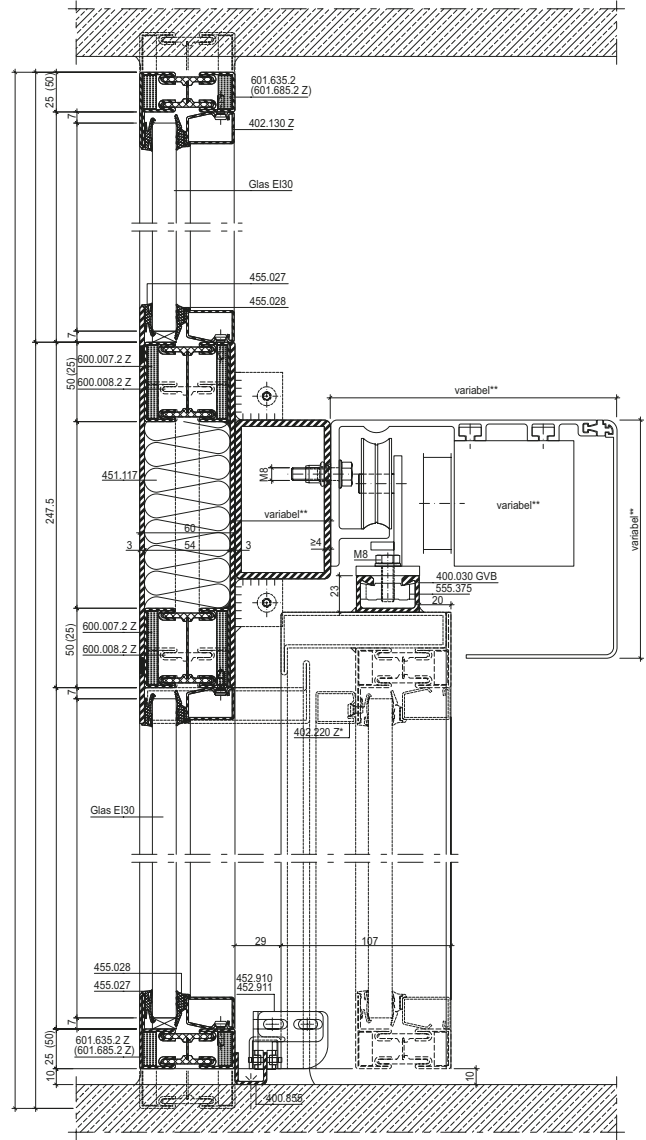 25 (50)
601.635.2
(601.685.2 Z)
7
402.130 Z
Glas EI30
455.027
455.028
7
600.007.2 Z
50 (25)
600.008.2 Z
variabel**
451.117
M8
247.5
variabel**
variabel**
variabel**
60
3
54
3
≥4
M8
23
400.030 GVB
555.375
20
600.007.2 Z
50 (25)
600.008.2 Z
7
402.220 Z*
Glas EI30
29
107
455.028
455.027
452.910
452.911
7
601.635.2 Z
(601.685.2 Z)
25 (50)
10
10
400.855